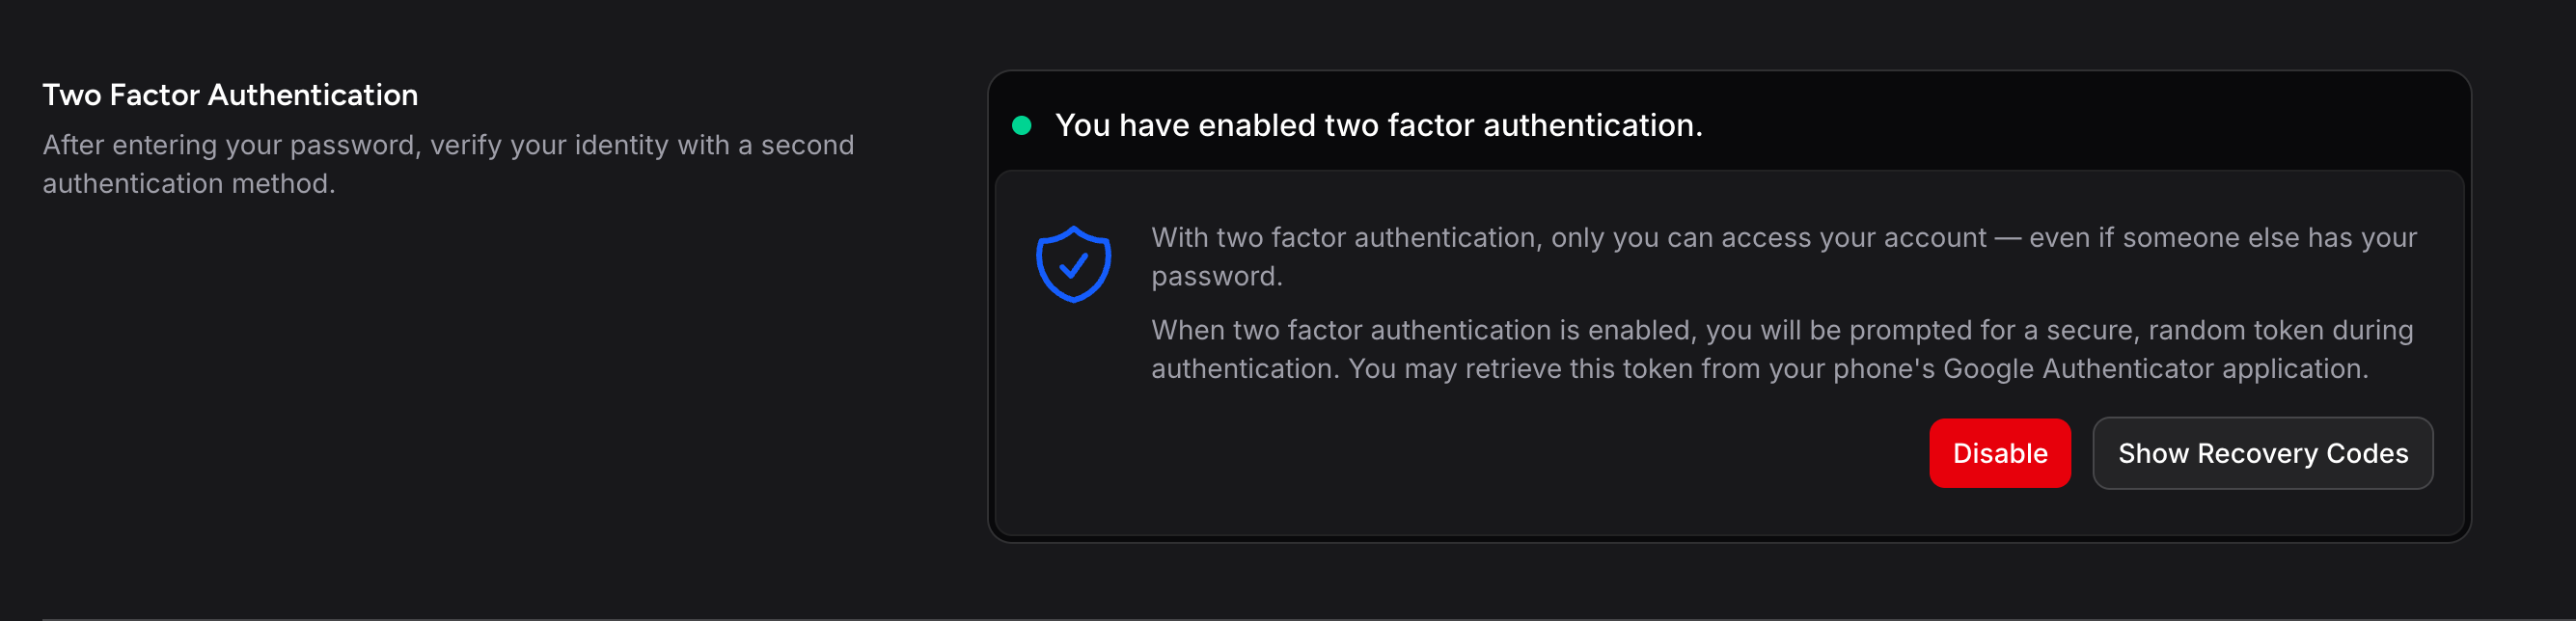 Two Factor Authentication
After entering your password, verify your identity with a second
authentication method.
You have enabled two factor authentication.
With two factor authentication, only you can access your account — even if someone else has your
password.
When two factor authentication is enabled, you will be prompted for a secure, random token during
authentication. You may retrieve this token from your phone's Google Authenticator application.
Disable
Show Recovery Codes